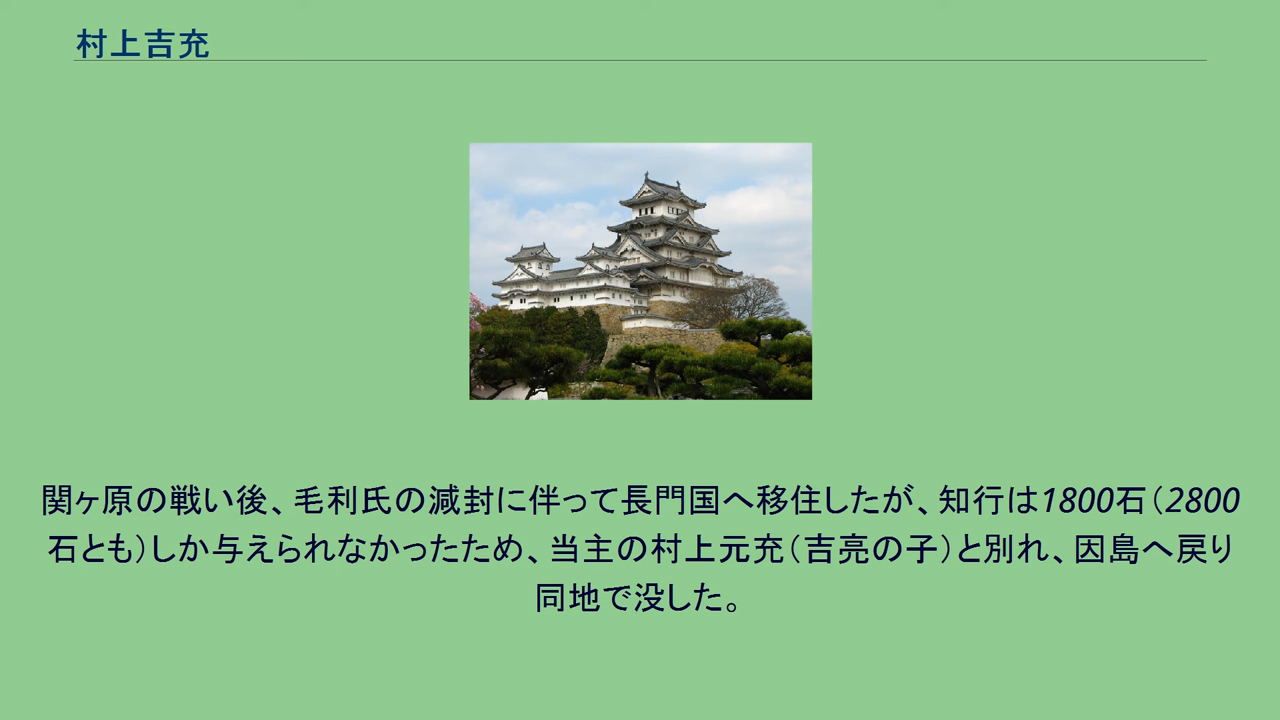 村上吉充
関ヶ原の戦い後、毛利氏の減封に伴って長門国へ移住したが、知行は1800石（2800
石とも）しか与えられなかったため、当主の村上元充（吉亮の子）と別れ、因島へ戻り
同地で没した。